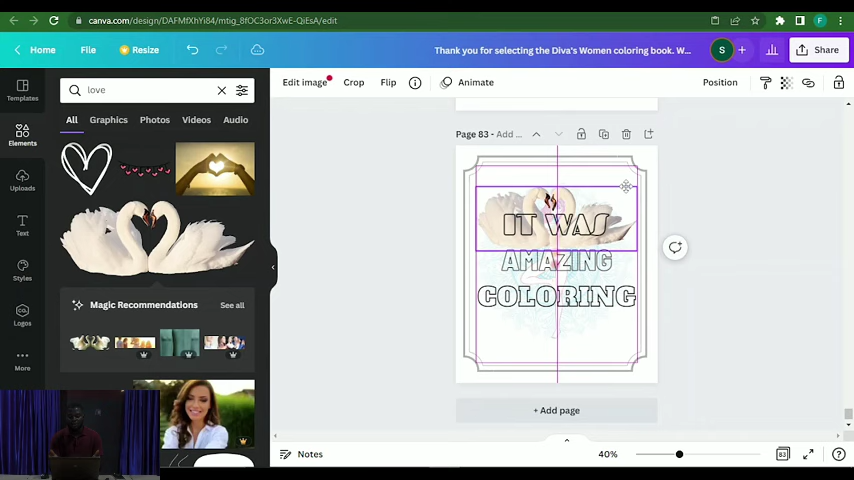 canva.com/design/DAFMfXhYi84/mtig_8fOC3or3XwE-QiEsA/edit
F
Home
File
Resize
Thank you for selecting the Diva's Women coloring book. W...
S
Share
Templates
Elements
Uploads
Text
Styles
Logos
More
love
All
Graphics
Photos
Videos
Audio
Magic Recommendations
See all
Edit image
Crop
Flip
Animate
Position
Page 83 - Add ...
IT WAS
AMAZING
COLORING
+ Add page
Notes
40%
83